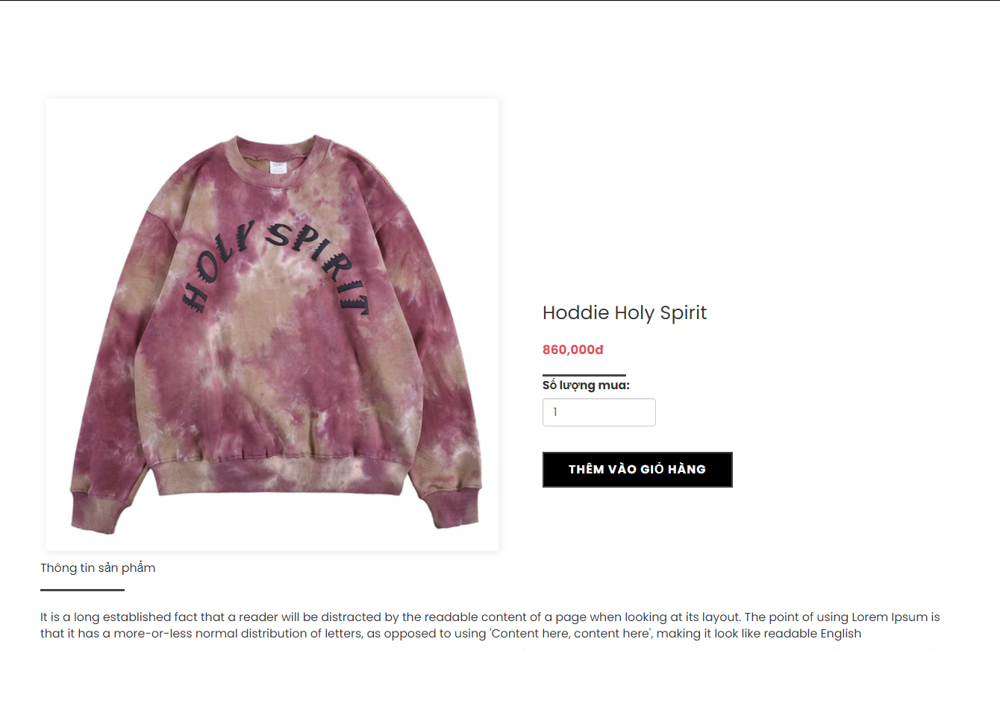 HOLY SPIRIT
Hoddie Holy Spirit
860,000đ
Số lượng mua:
1
THÊM VÀO GIỎ HÀNG
Thông tin sản phẩm
It is a long established fact that a reader will be distracted by the readable content of a page when looking at its layout. The point of using Lorem Ipsum is
that it has a more-or-less normal distribution of letters, as opposed to using 'Content here, content here', making it look like readable English